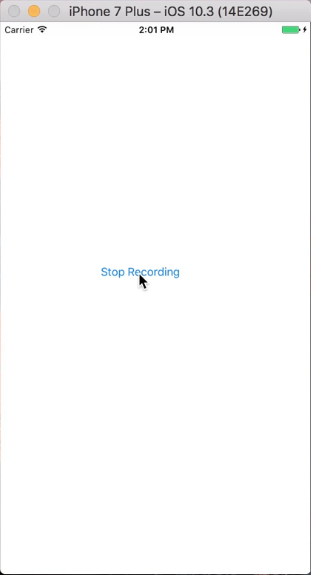 iPhone 7 Plus – iOS 10.3 (14E269)
Carrier 2:01 PM
Stop Recording